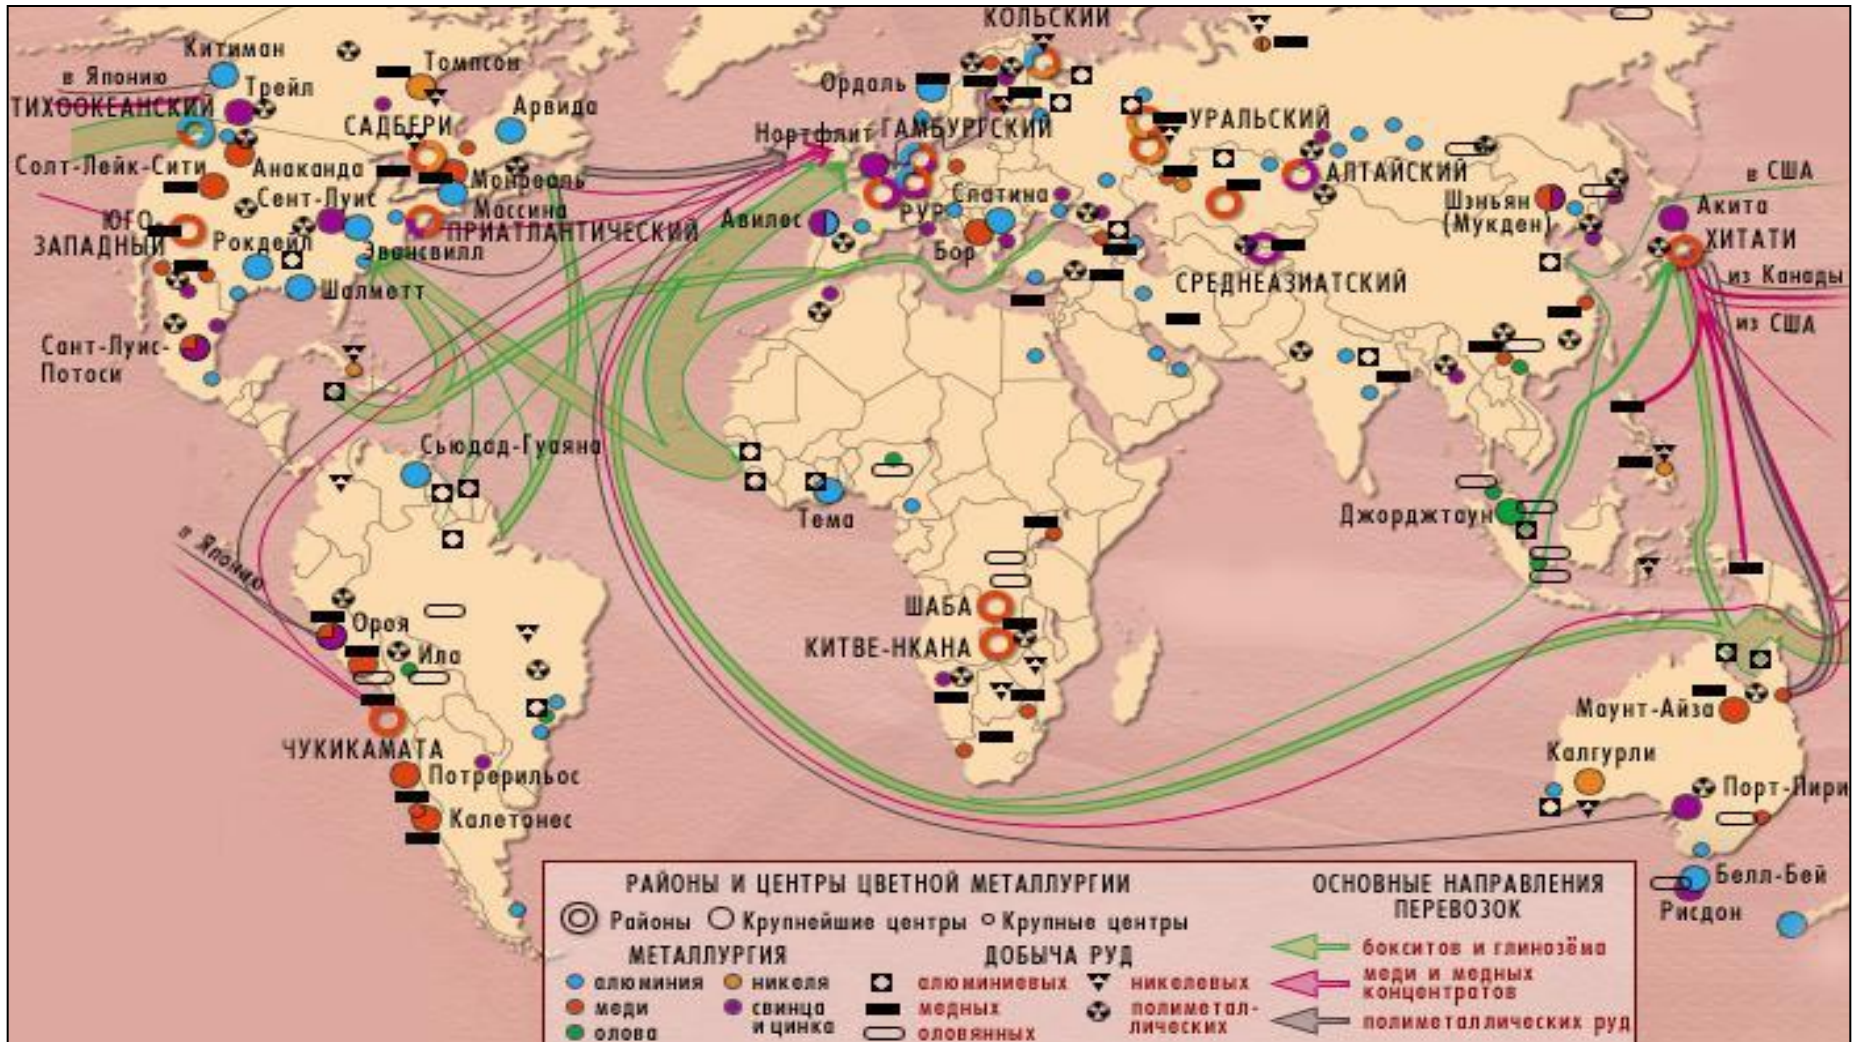 КОЛЬСКИЙ
Китиман
Томпсон
в Японию
Трейл
Ордаль
ТИХООКЕАНСКИЙ
Арвида
САДБЕРИ
Нортфлит
ГАМБУРГСКИЙ
УРАЛЬСКИЙ
Солт-Лейк-Сити
Анаканда
Монреаль
АЛТАЙСКИЙ
в США
Сент-Луис
Массина
Слатина
Шэньян
(Мукден)
Акита
ЮГО-
ЗАПАДНЫЙ
Рокдейл
ПРИАТЛАНТИЧЕСКИЙ
Авилес
РУР
ХИТАТИ
Эвансвилл
Бор
из Канады
Шалметт
СРЕДНЕАЗИАТСКИЙ
из США
Сант-Луис-
Потоси
Сьюдад-Гуаяна
Тема
Джорджтаун
в Японию
ШАБА
Ороя
КИТВЕ-НКАНА
Ила
Маунт-Айза
ЧУКИКАМАТА
Калгурли
Потрерильос
Порт-Пири
Калетонес
Белл-Бей
Рисдон
РАЙОНЫ И ЦЕНТРЫ ЦВЕТНОЙ МЕТАЛЛУРГИИ
Районы
Крупнейшие центры
Крупные центры
МЕТАЛЛУРГИЯ
алюминия
никеля
меди
свинца
и цинка
олова
ДОБЫЧА РУД
алюминиевых
никелевых
медных
полиметал-
лических
оловянных
ОСНОВНЫЕ НАПРАВЛЕНИЯ
ПЕРЕВОЗОК
бокситов и глинозёма
меди и медных
концентратов
полиметаллических руд